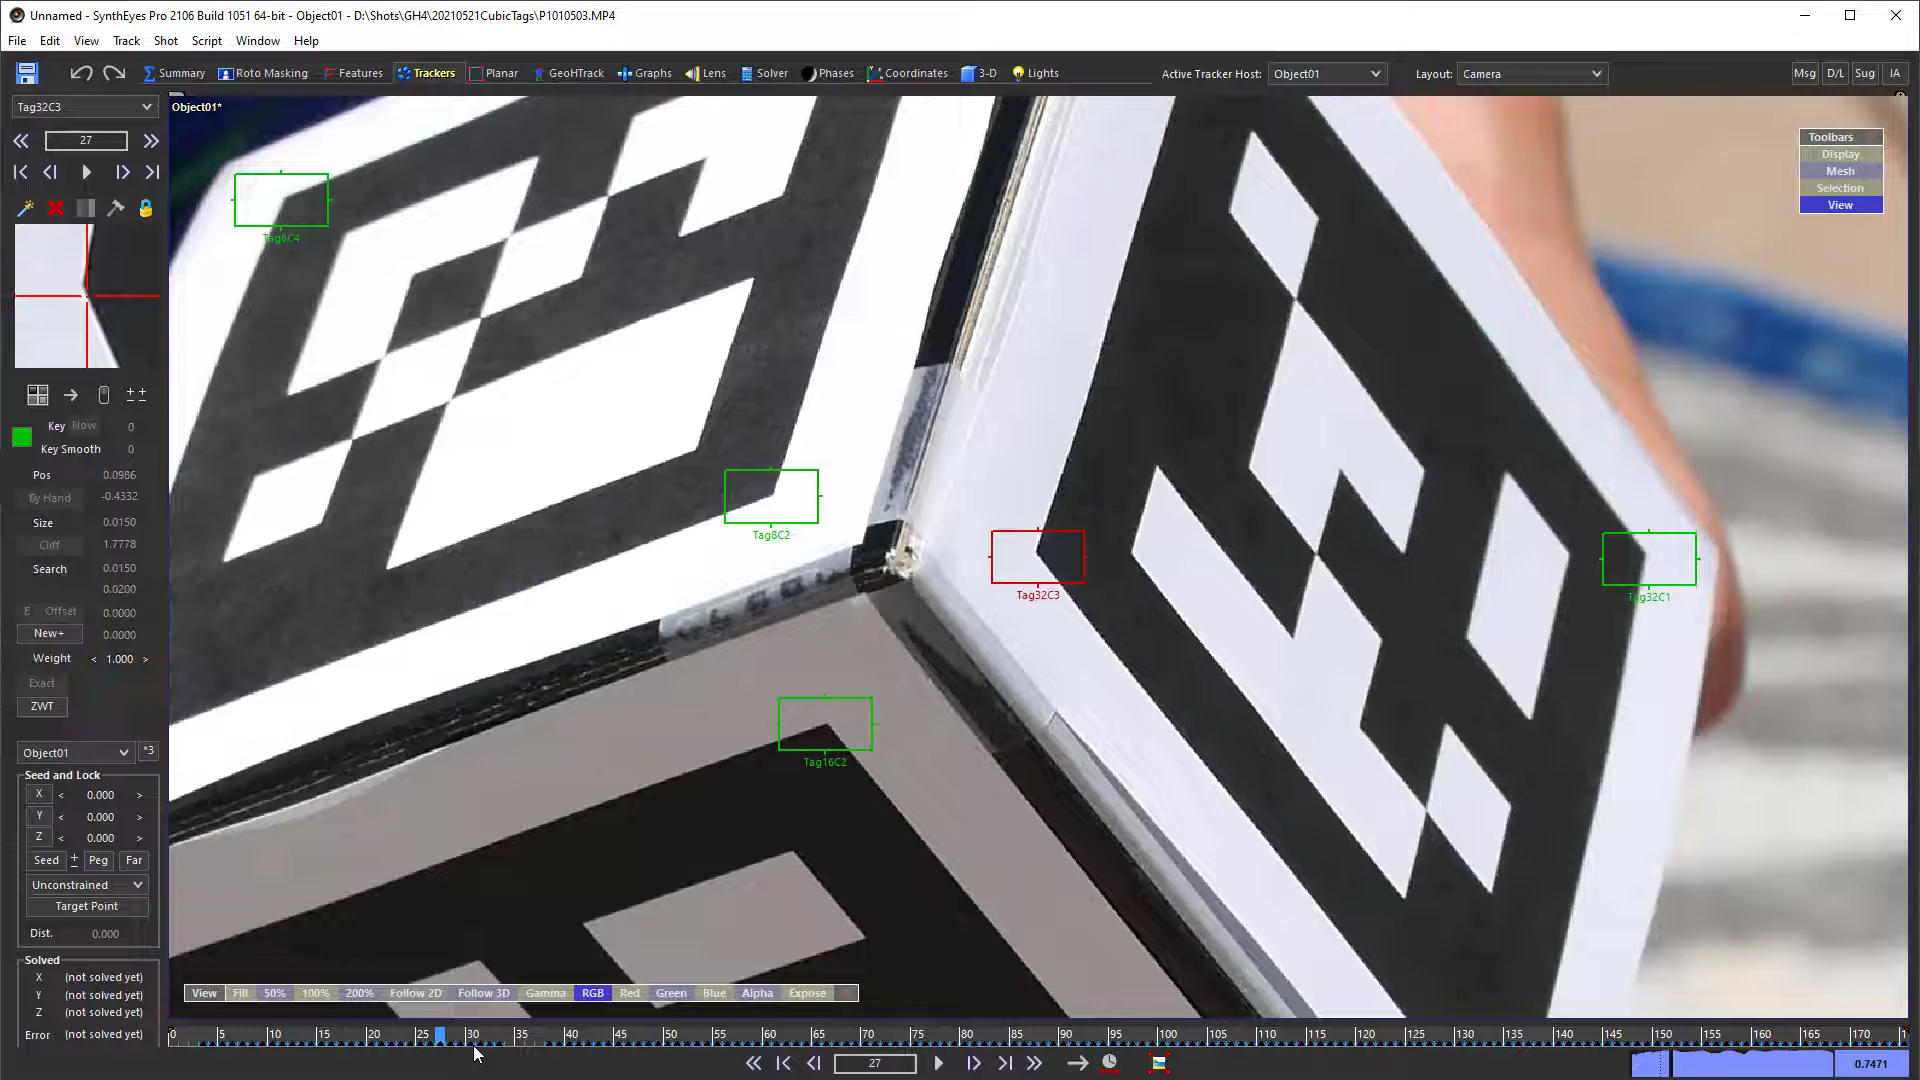 Unnamed - SynthEyes Pro 2106 Build 1051 64-bit - Object01 - D:\Shots\GH4\20210521CubicTags\P1010503.MP4
File Edit View Track Shot Script Window Help
Summary Roto Masking Features Trackers Planar GeoHTrack Graphs Lens Solver Phases Coordinates 3-D Lights Active Tracker Host: Object01 Layout: Camera Msg D/L Sug IA
Tag32C3
Object01*
27
Toolbars
Display
Mesh
Selection
View
Tag8C4
Key Now 0
Key Smooth 0
Pos 0.0986
By Hand -0.4332
Size 0.0150
Cliff 1.7778
Search 0.0150
0.0200
E Offset 0.0000
New+ 0.0000
Weight < 1.000 >
Exact
ZWT
Tag8C2
Tag32C3
Tag32C1
Tag16C2
Object01 *3
Seed and Lock
X < 0.000 >
Y < 0.000 >
Z < 0.000 >
Seed ± Peg Far
Unconstrained
Target Point
Dist. 0.000
Solved
X (not solved yet)
Y (not solved yet)
Z (not solved yet)
Error (not solved yet)
View Fill 50% 100% 200% Follow 2D Follow 3D Gamma RGB Red Green Blue Alpha Expose
0 5 10 15 20 25 30 35 40 45 50 55 60 65 70 75 80 85 90 95 100 105 110 115 120 125 130 135 140 145 150 155 160 165 170
27
0.7471